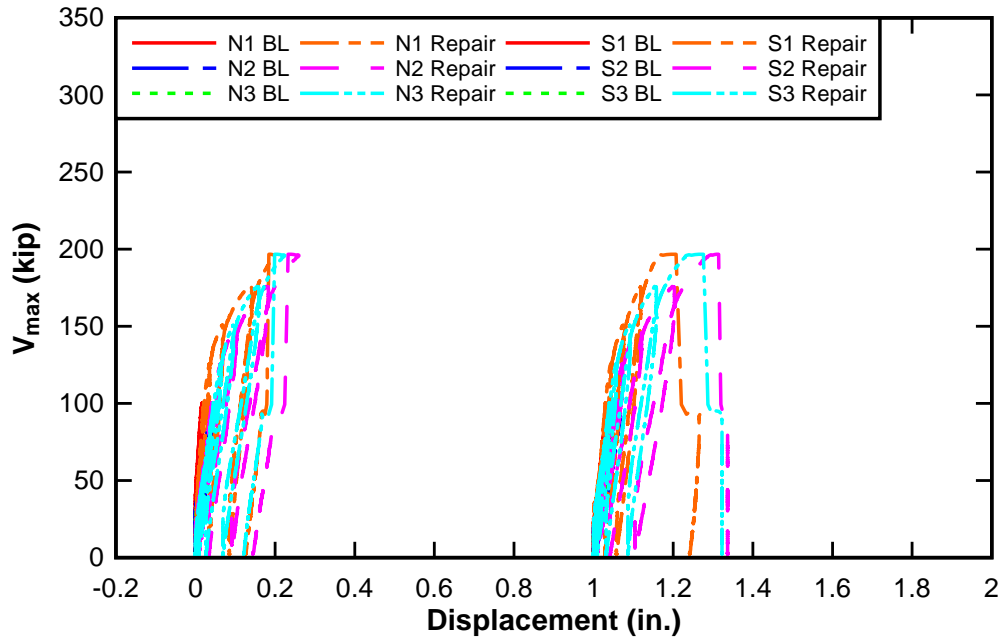 350
N1 BL N1 Repair S1 BL S1 Repair
N2 BL N2 Repair S2 BL S2 Repair
N3 BL N3 Repair S3 BL S3 Repair
300
250
200
150
100
50
0
Vmax (kip)
-0.2 0 0.2 0.4 0.6 0.8 1 1.2 1.4 1.6 1.8 2
Displacement (in.)